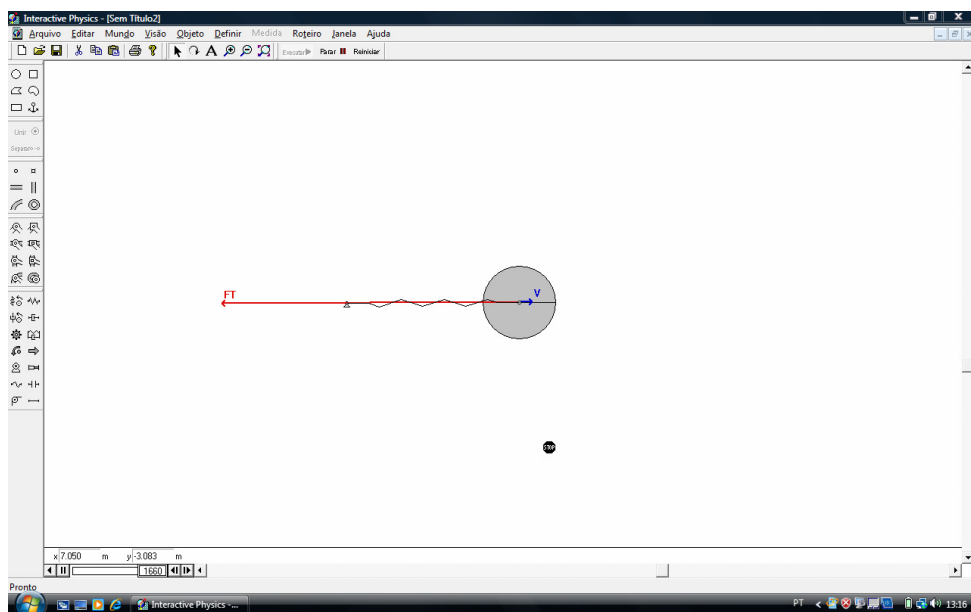 Interactive Physics - [Sem Título2]
Arquivo Editar Mundo Visão Objeto Definir Medida Roteiro Janela Ajuda
A Executar Parar Reiniciar
Unir
Separar
FT
V
STOP
x 7.050 m y -3.083 m
1660
Pronto
Interactive Physics -...
PT 13:16